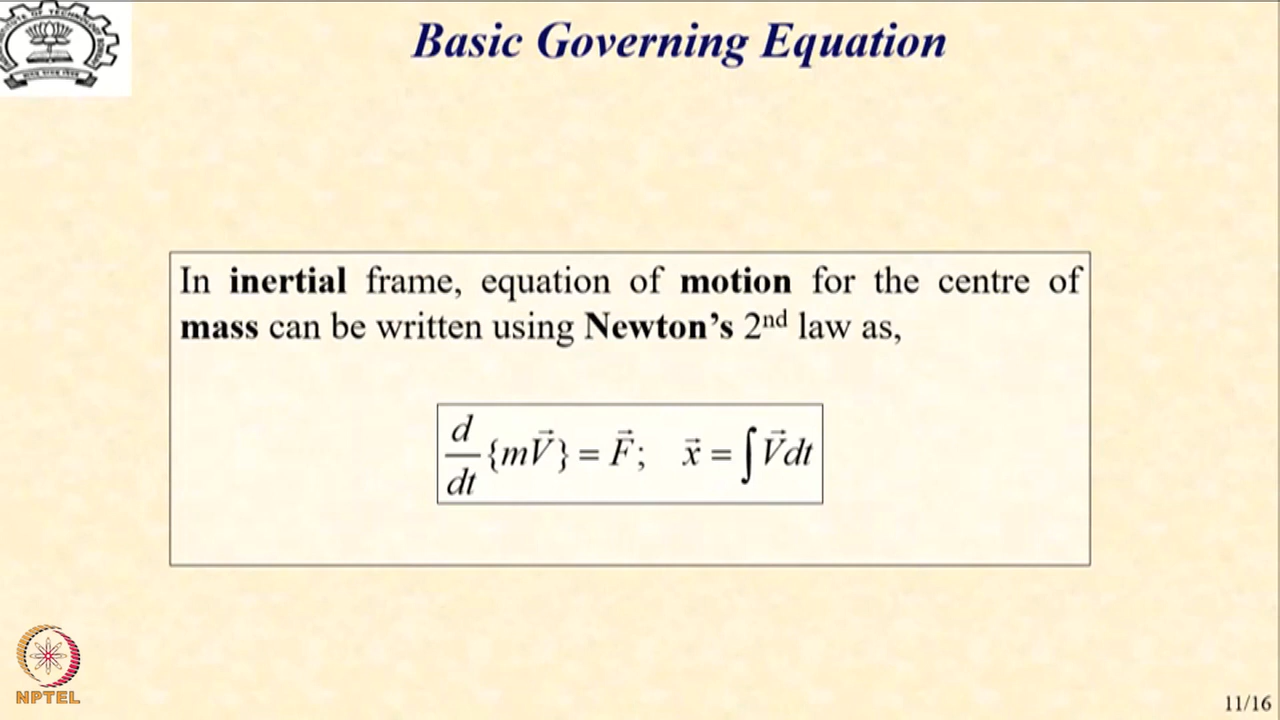 Basic Governing Equation
In inertial frame, equation of motion for the centre of
mass can be written using Newton's 2nd law as,
d/dt {mV⃗} = F⃗; x⃗ = ∫V⃗dt
NPTEL
11/16